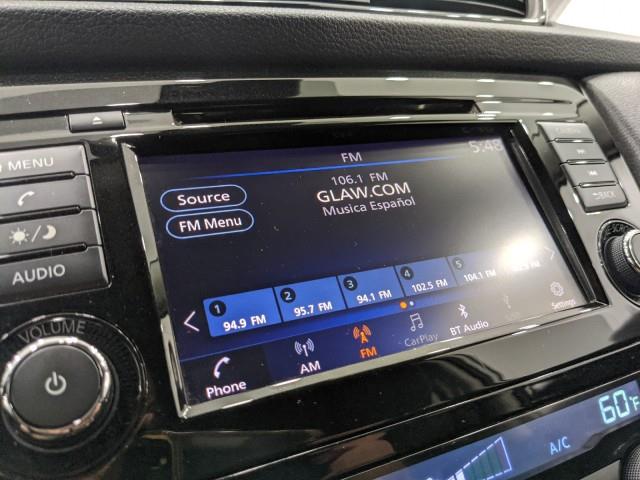 FM
5:48
106.1 FM
GLAW.COM
Musica Español
Source
FM Menu
1 94.9 FM
2 95.7 FM
3 94.1 FM
4 102.5 FM
5 104.1 FM
Phone
AM
FM
CarPlay
BT Audio
Settings
MENU
AUDIO
VOLUME
BACK
60°F
A/C